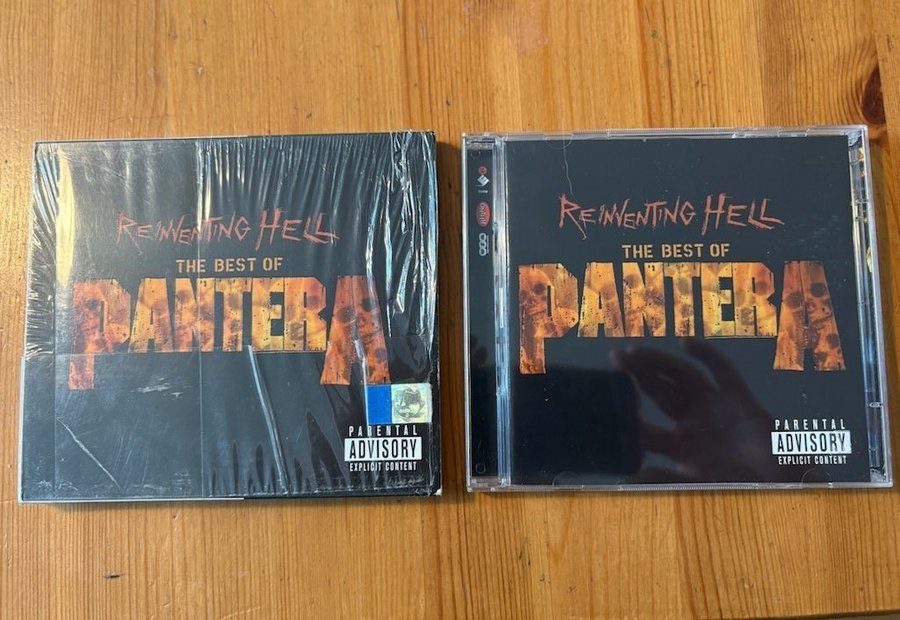 REINVENTING HELL
THE BEST OF
PANTERA
PARENTAL
ADVISORY
EXPLICIT CONTENT
REINVENTING HELL
THE BEST OF
PANTERA
PARENTAL
ADVISORY
EXPLICIT CONTENT